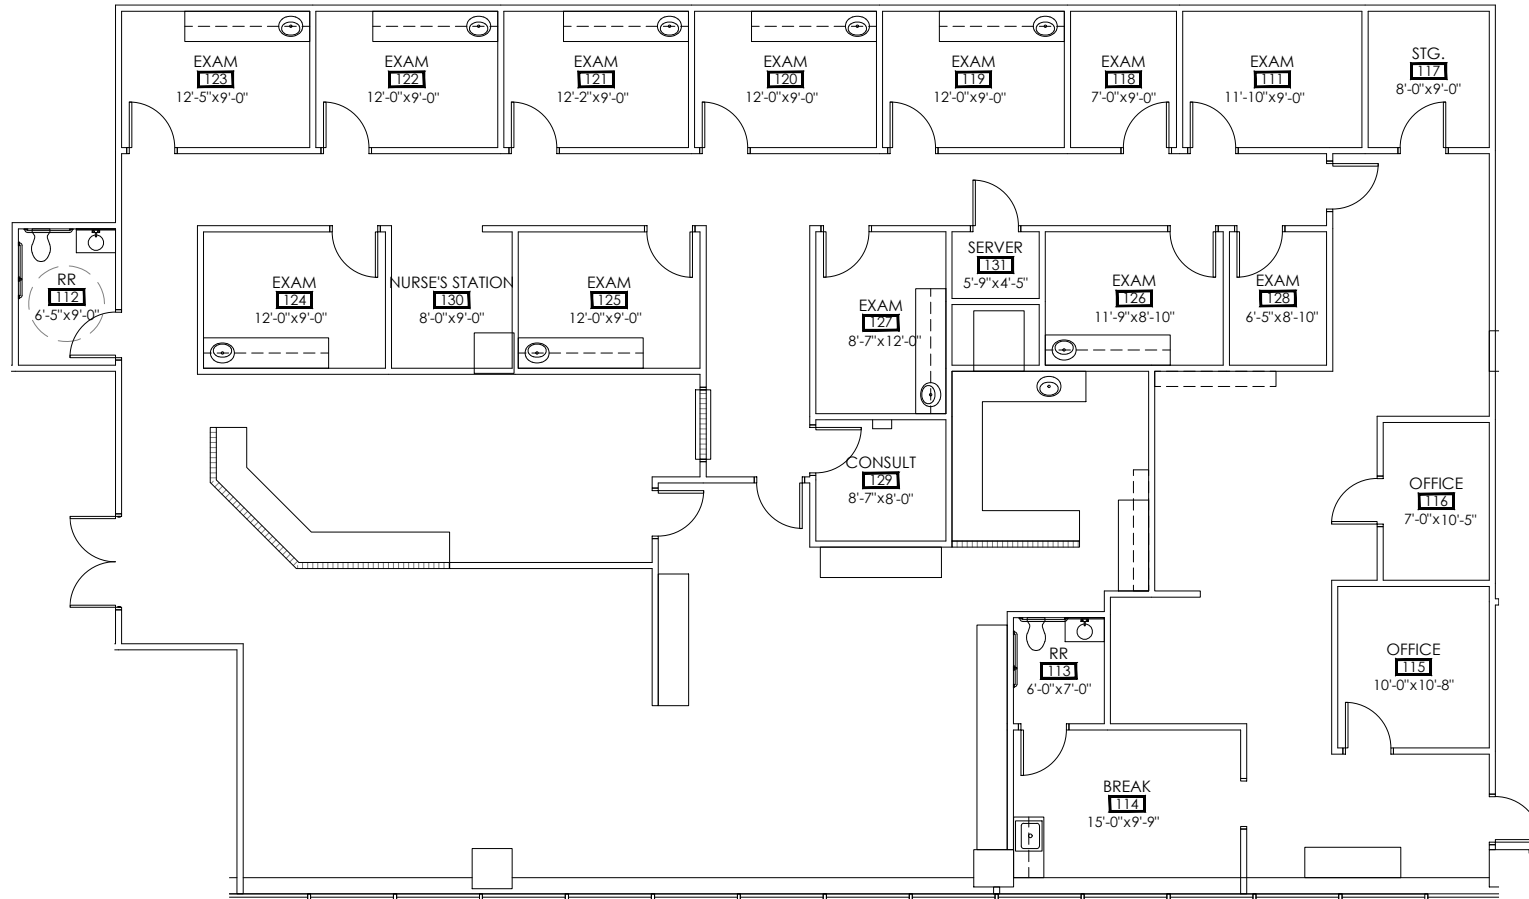 EXAM
123
12'-5"x9'-0"
EXAM
122
12'-0"x9'-0"
EXAM
121
12'-2"x9'-0"
EXAM
120
12'-0"x9'-0"
EXAM
119
12'-0"x9'-0"
EXAM
118
7'-0"x9'-0"
EXAM
111
11'-10"x9'-0"
STG.
117
8'-0"x9'-0"
RR
112
6'-5"x9'-0"
EXAM
124
12'-0"x9'-0"
NURSE'S STATION
130
8'-0"x9'-0"
EXAM
125
12'-0"x9'-0"
EXAM
127
8'-7"x12'-0"
SERVER
131
5'-9"x4'-5"
EXAM
126
11'-9"x8'-10"
EXAM
128
6'-5"x8'-10"
CONSULT
129
8'-7"x8'-0"
OFFICE
116
7'-0"x10'-5"
RR
113
6'-0"x7'-0"
OFFICE
115
10'-0"x10'-8"
BREAK
114
15'-0"x9'-9"